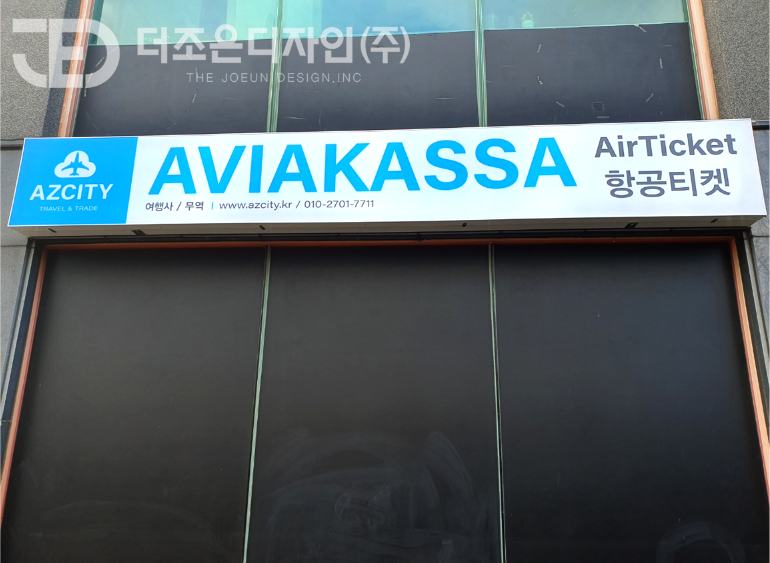 더조은디자인(주)
THE JOEUN DESIGN.INC
AZCITY
TRAVEL & TRADE
AVIAKASSA
여행사 / 무역 | www.azcity.kr / 010-2701-7711
AirTicket
항공티켓